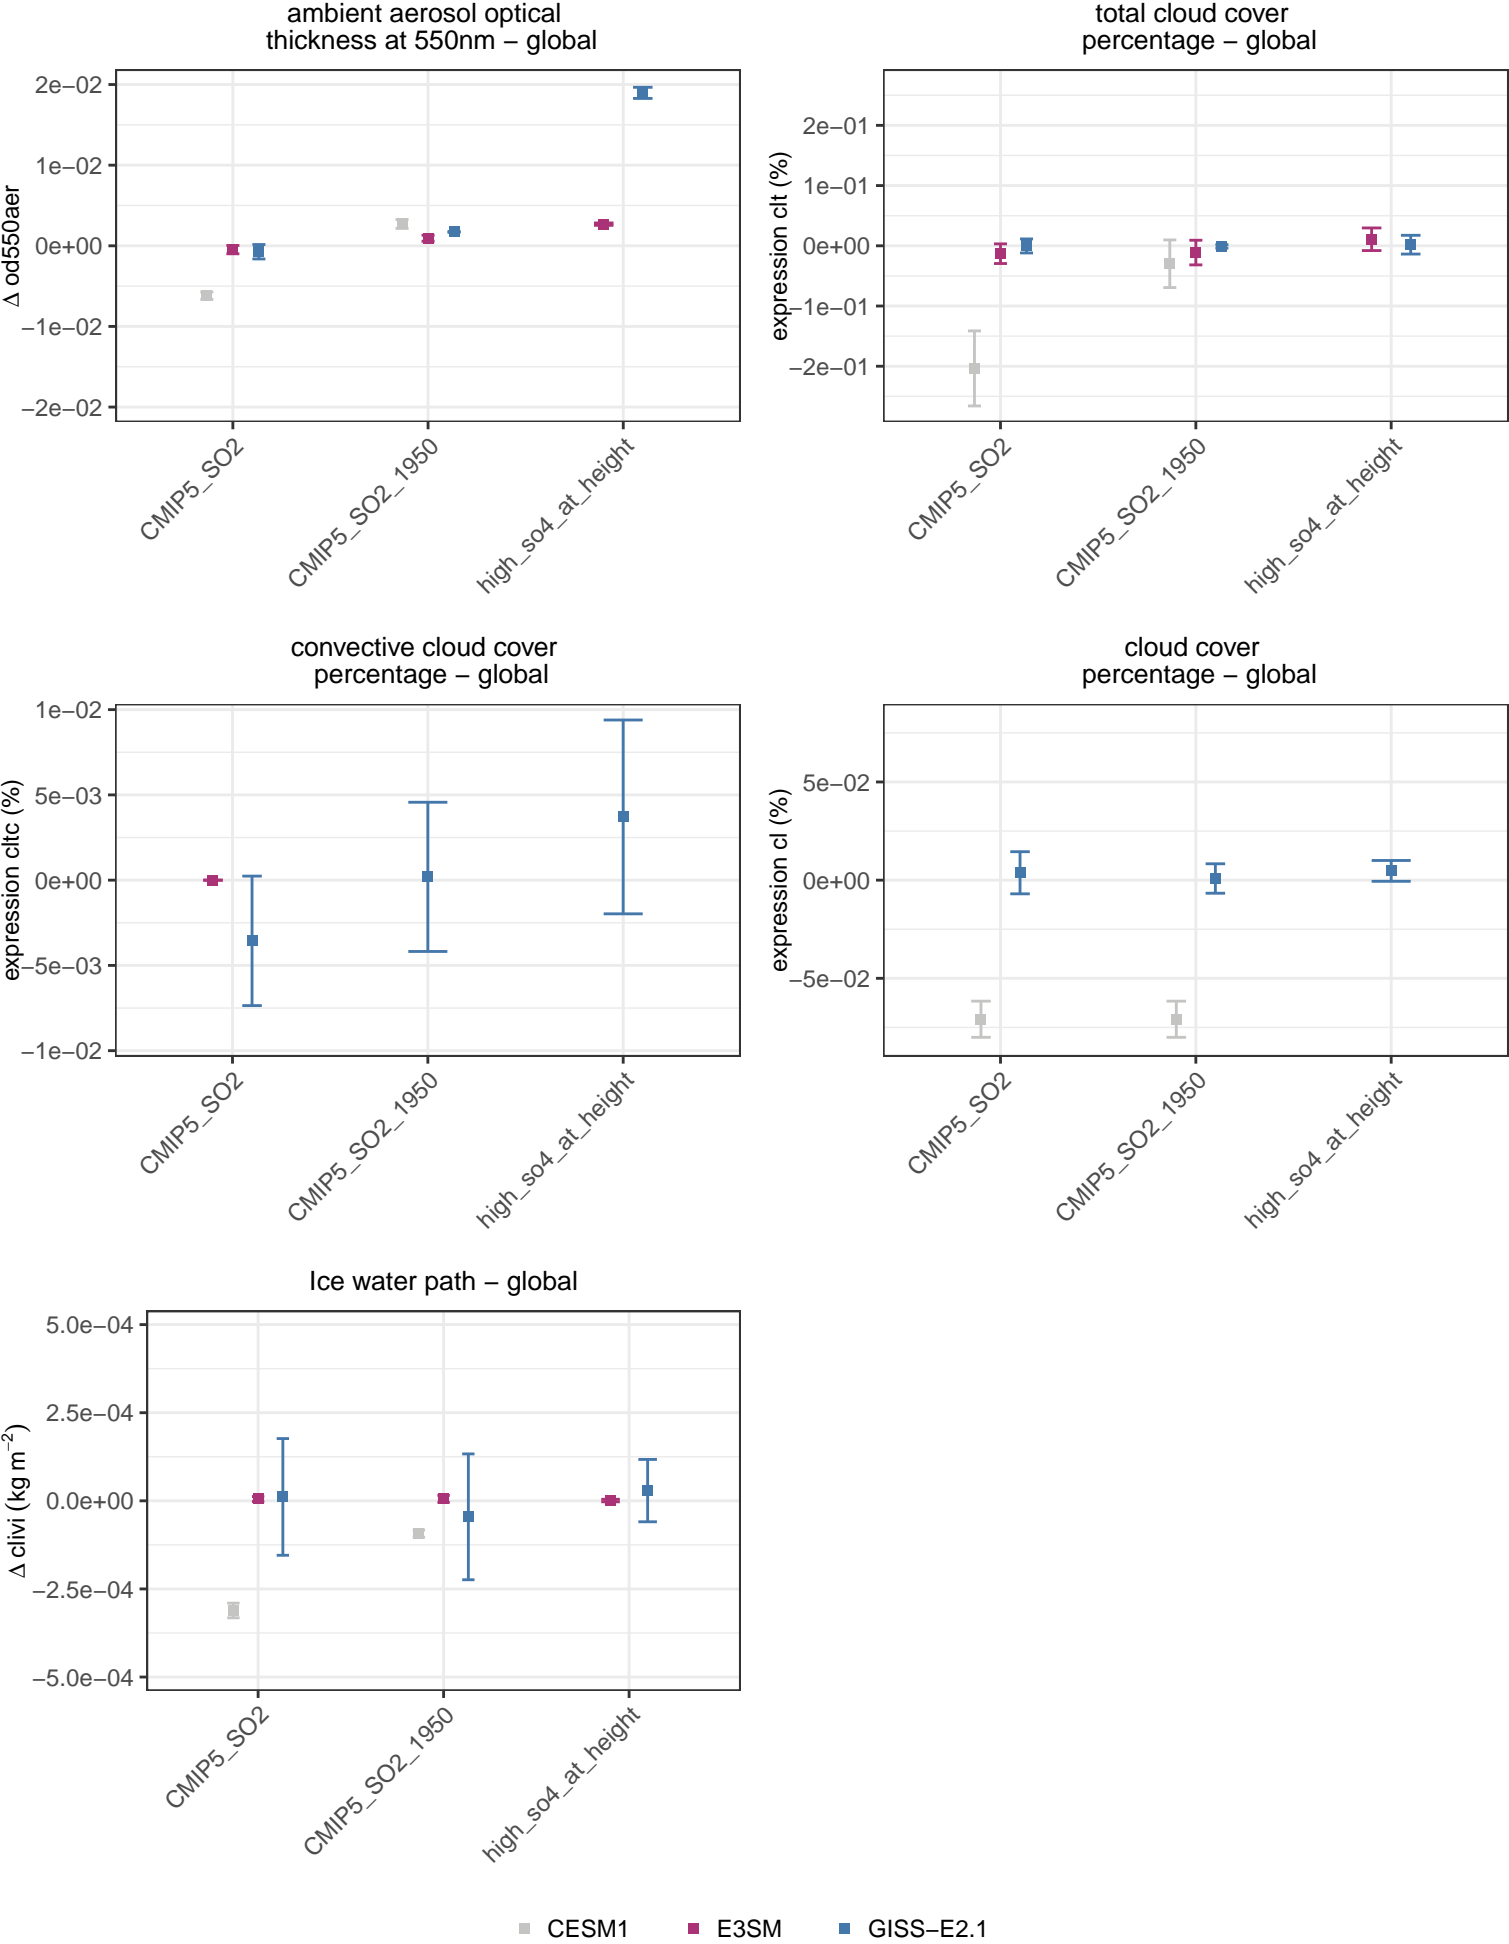 ambient aerosol optical
thickness at 550nm − global
Δ od550aer
2e−02
1e−02
0e+00
−1e−02
−2e−02
CMIP5_SO2
CMIP5_SO2_1950
high_so4_at_height
total cloud cover
percentage − global
expression clt (%)
2e−01
1e−01
0e+00
−1e−01
−2e−01
CMIP5_SO2
CMIP5_SO2_1950
high_so4_at_height
convective cloud cover
percentage − global
expression cltc (%)
1e−02
5e−03
0e+00
−5e−03
−1e−02
CMIP5_SO2
CMIP5_SO2_1950
high_so4_at_height
cloud cover
percentage − global
expression cl (%)
5e−02
0e+00
−5e−02
CMIP5_SO2
CMIP5_SO2_1950
high_so4_at_height
Ice water path − global
Δ clivi (kg m⁻²)
5.0e−04
2.5e−04
0.0e+00
−2.5e−04
−5.0e−04
CMIP5_SO2
CMIP5_SO2_1950
high_so4_at_height
CESM1 E3SM GISS−E2.1